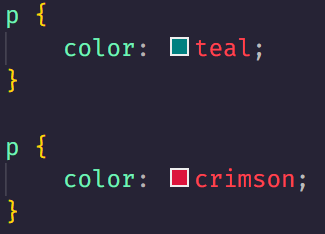 p {
    color: teal;
}
p {
    color: crimson;
}